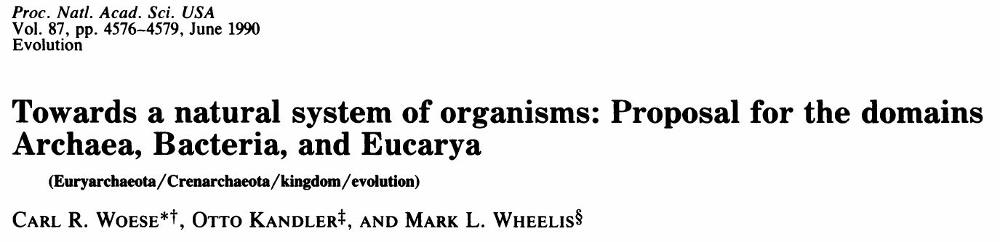 Proc. Natl. Acad. Sci. USA
Vol. 87, pp. 4576–4579, June 1990
Evolution
Towards a natural system of organisms: Proposal for the domains
Archaea, Bacteria, and Eucarya
(Euryarchaeota/Crenarchaeota/kingdom/evolution)
CARL R. WOESE*†, OTTO KANDLER‡, AND MARK L. WHEELIS§